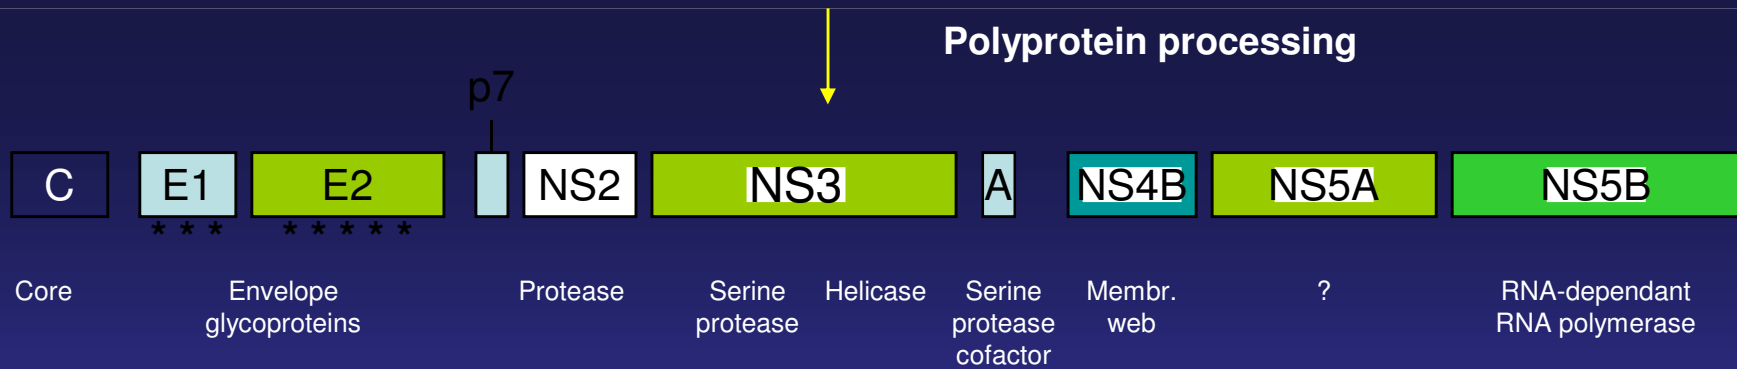 Polyprotein processing
p7
C E1 E2 NS2 NS3 A NS4B NS5A NS5B
* * * * * * * *
Core Envelope Protease Serine Helicase Serine Membr. ? RNA-dependant
glycoproteins protease protease web RNA polymerase
cofactor